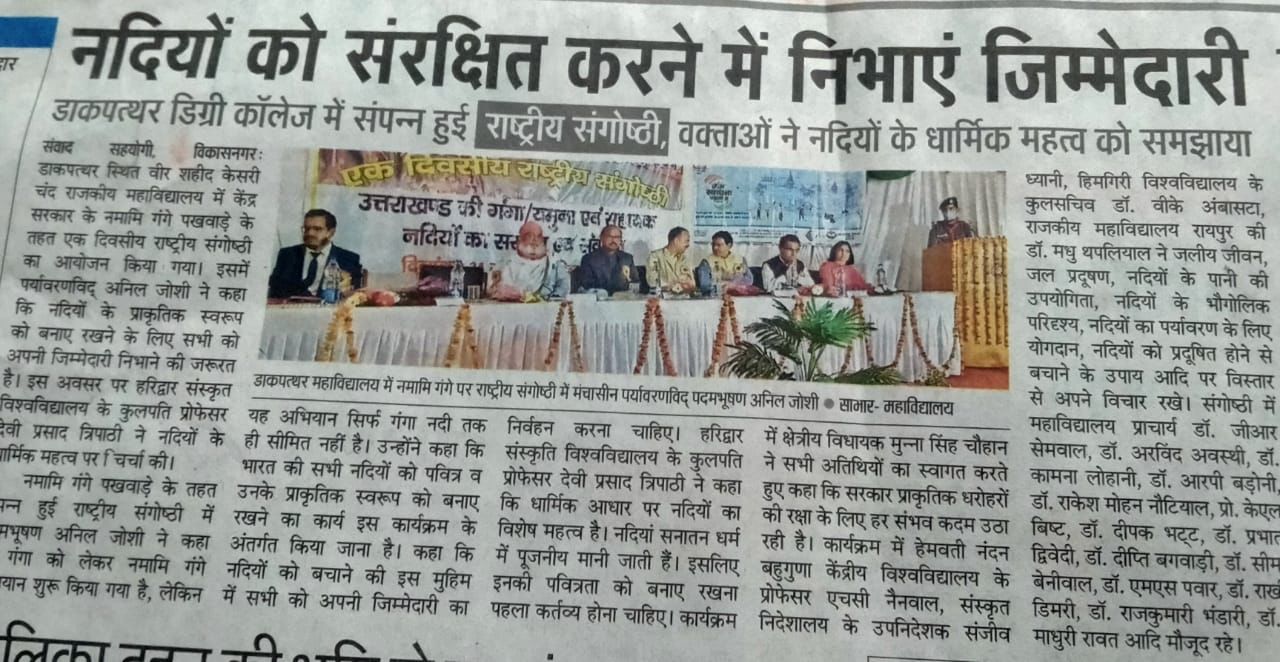 नदियों को संरक्षित करने में निभाएं जिम्मेदारी
डाकपत्थर डिग्री कॉलेज में संपन्न हुई राष्ट्रीय संगोष्ठी, वक्ताओं ने नदियों के धार्मिक महत्व को समझाया
संवाद सहयोगी, विकासनगर:
डाकपत्थर स्थित वीर शहीद केसरी
चंद राजकीय महाविद्यालय में केंद्र
सरकार के नमामि गंगे पखवाड़े के
तहत एक दिवसीय राष्ट्रीय संगोष्ठी
का आयोजन किया गया। इसमें
पर्यावरणविद् अनिल जोशी ने कहा
कि नदियों के प्राकृतिक स्वरूप
को बनाए रखने के लिए सभी को
अपनी जिम्मेदारी निभाने की जरूरत
है। इस अवसर पर हरिद्वार संस्कृत
विश्वविद्यालय के कुलपति प्रोफेसर
देवी प्रसाद त्रिपाठी ने नदियों के
धार्मिक महत्व पर चर्चा की।
नमामि गंगे पखवाड़े के तहत
हुई राष्ट्रीय संगोष्ठी में
अनिल जोशी ने कहा
गंगा को लेकर नमामि गंगे
शुरू किया गया है, लेकिन
एक दिवसीय राष्ट्रीय संगोष्ठी
उत्तराखण्ड की गंगा/यमुना एवं सहायक
नदियों का
डाकपत्थर महाविद्यालय में नमामि गंगे पर राष्ट्रीय संगोष्ठी में मंचासीन पर्यावरणविद् पदमभूषण अनिल जोशी ● साभार- महाविद्यालय
यह अभियान सिर्फ गंगा नदी तक
ही सीमित नहीं है। उन्होंने कहा कि
भारत की सभी नदियों को पवित्र व
उनके प्राकृतिक स्वरूप को बनाए
रखने का कार्य इस कार्यक्रम के
अंतर्गत किया जाना है। कहा कि
नदियों को बचाने की इस मुहिम
में सभी को अपनी जिम्मेदारी का
निर्वहन करना चाहिए। हरिद्वार
संस्कृति विश्वविद्यालय के कुलपति
प्रोफेसर देवी प्रसाद त्रिपाठी ने कहा
कि धार्मिक आधार पर नदियों का
विशेष महत्व है। नदियां सनातन धर्म
में पूजनीय मानी जाती हैं। इसलिए
इनकी पवित्रता को बनाए रखना
पहला कर्तव्य होना चाहिए। कार्यक्रम
में क्षेत्रीय विधायक मुन्ना सिंह चौहान
ने सभी अतिथियों का स्वागत करते
हुए कहा कि सरकार प्राकृतिक धरोहरों
की रक्षा के लिए हर संभव कदम उठा
रही है। कार्यक्रम में हेमवती नंदन
बहुगुणा केंद्रीय विश्वविद्यालय के
प्रोफेसर एचसी नैनवाल, संस्कृत
निदेशालय के उपनिदेशक संजीव
ध्यानी, हिमगिरी विश्वविद्यालय के
कुलसचिव डॉ. वीके अंबासटा,
राजकीय महाविद्यालय रायपुर की
डॉ. मधु थपलियाल ने जलीय जीवन,
जल प्रदूषण, नदियों के पानी की
उपयोगिता, नदियों के भौगोलिक
परिदृश्य, नदियों का पर्यावरण के लिए
योगदान, नदियों को प्रदूषित होने से
बचाने के उपाय आदि पर विस्तार
से अपने विचार रखे। संगोष्ठी में
महाविद्यालय प्राचार्य डॉ. जीआर
सेमवाल, डॉ. अरविंद अवस्थी, डॉ.
कामना लोहानी, डॉ. आरपी बड़ोनी,
डॉ. राकेश मोहन नौटियाल, प्रो. केएल
बिष्ट, डॉ. दीपक भट्ट, डॉ. प्रभात
द्विवेदी, डॉ. दीप्ति बगवाड़ी, डॉ.
बेनीवाल, डॉ. एमएस पवार, डॉ.
डिमरी, डॉ. राजकुमारी भंडारी, डॉ.
माधुरी रावत आदि मौजूद रहे।